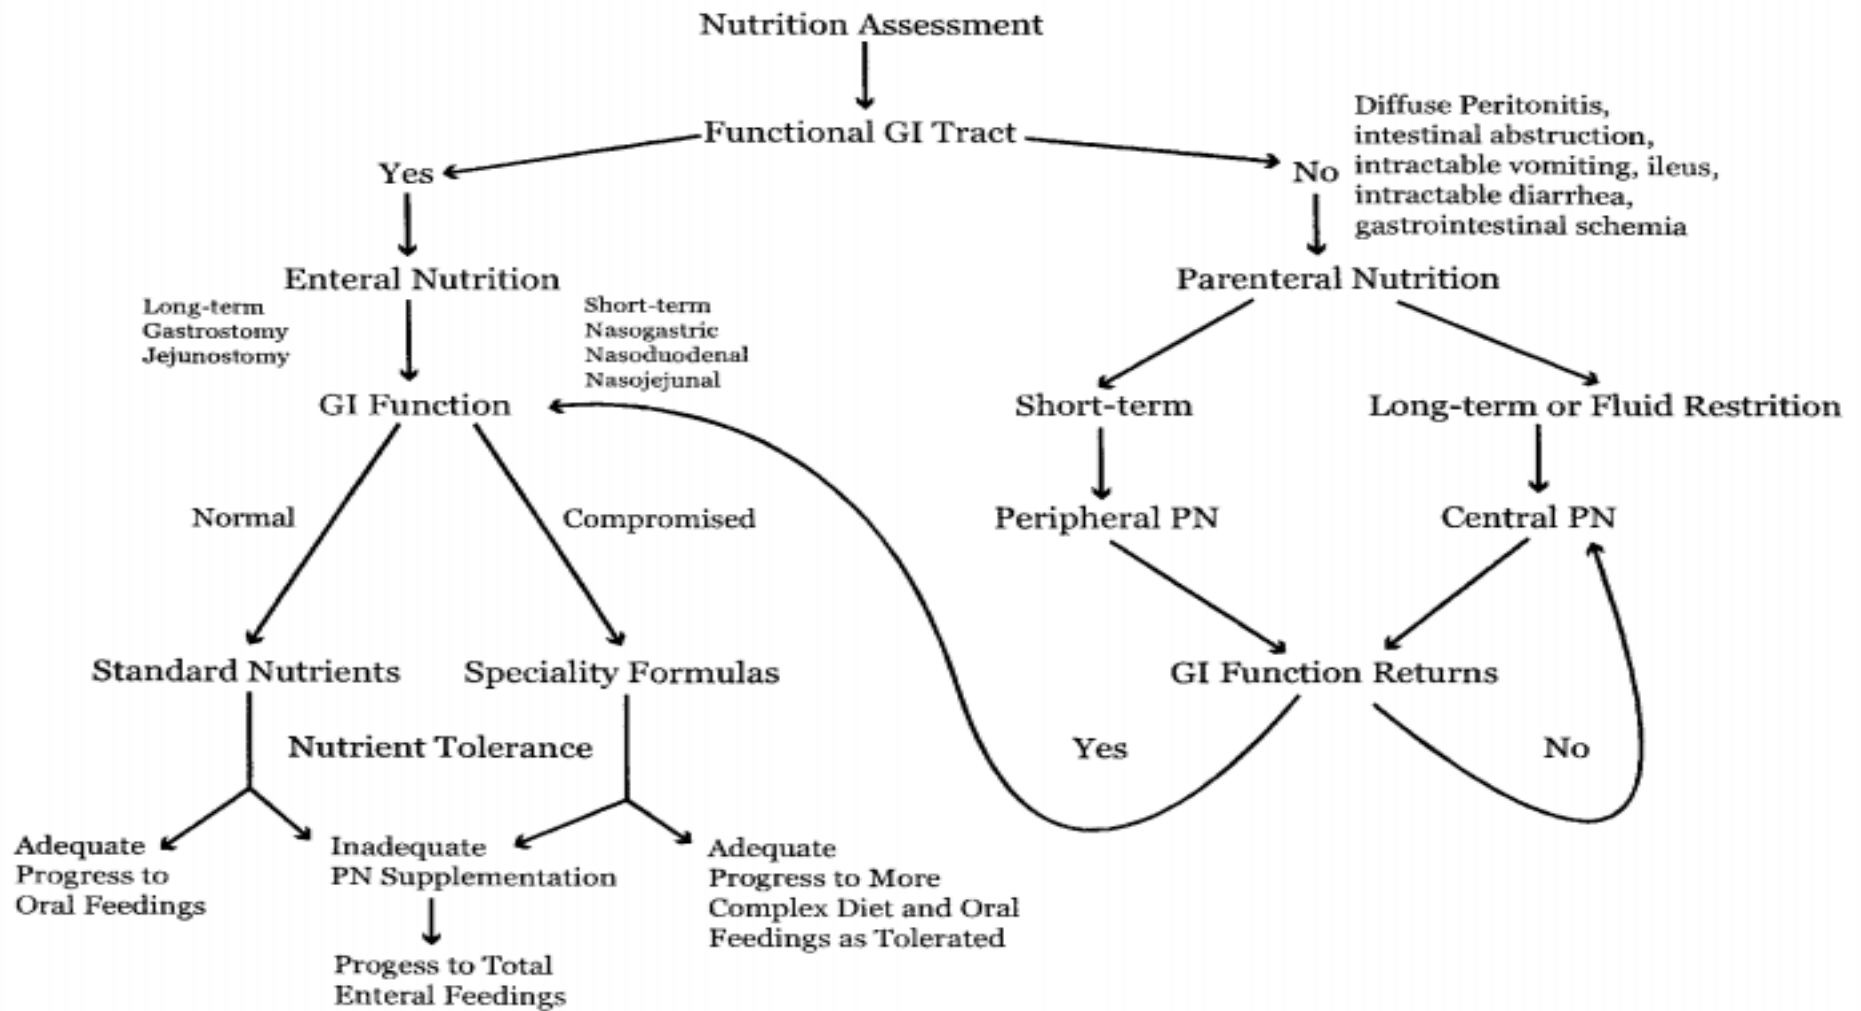 Nutrition Assessment
Functional GI Tract
Yes
No
Diffuse Peritonitis,
intestinal abstruction,
intractable vomiting, ileus,
intractable diarrhea,
gastrointestinal schemia
Enteral Nutrition
Long-term
Gastrostomy
Jejunostomy
Short-term
Nasogastric
Nasoduodenal
Nasojejunal
Parenteral Nutrition
GI Function
Short-term
Long-term or Fluid Restrition
Normal
Compromised
Peripheral PN
Central PN
Standard Nutrients
Speciality Formulas
GI Function Returns
Nutrient Tolerance
Yes
No
Adequate
Progress to
Oral Feedings
Inadequate
PN Supplementation
Adequate
Progress to More
Complex Diet and Oral
Feedings as Tolerated
Progess to Total
Enteral Feedings